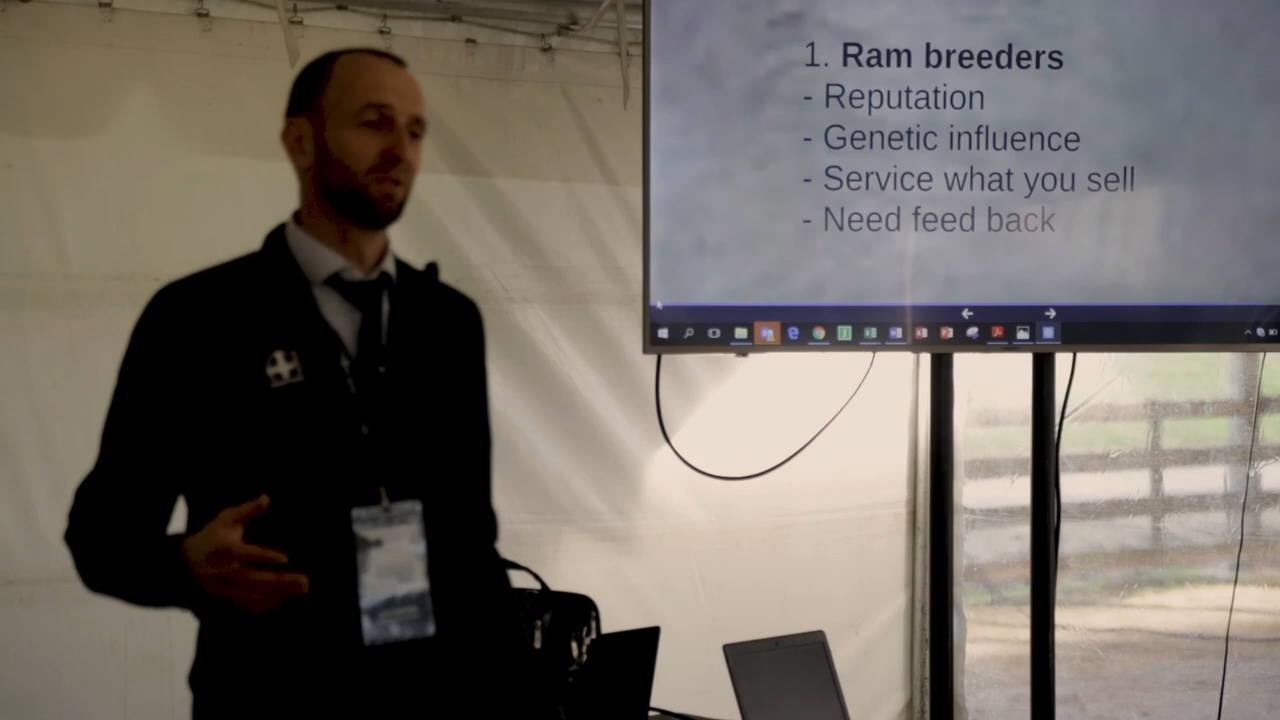 1. Ram breeders
- Reputation
- Genetic influence
- Service what you sell
- Need feed back